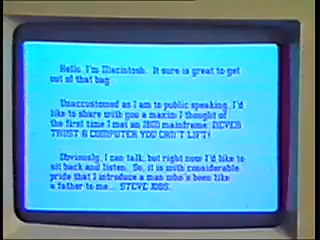 Hello, I'm Macintosh. It sure is great to get
out of that bag.
Unaccustomed as I am to public speaking, I'd
like to share with you a maxim I thought of
the first time I met an IBM mainframe: NEVER
TRUST A COMPUTER YOU CAN'T LIFT!
Obviously, I can talk, but right now I'd like to
sit back and listen. So, it is with considerable
pride that I introduce a man who's been like
a father to me... STEVE JOBS.